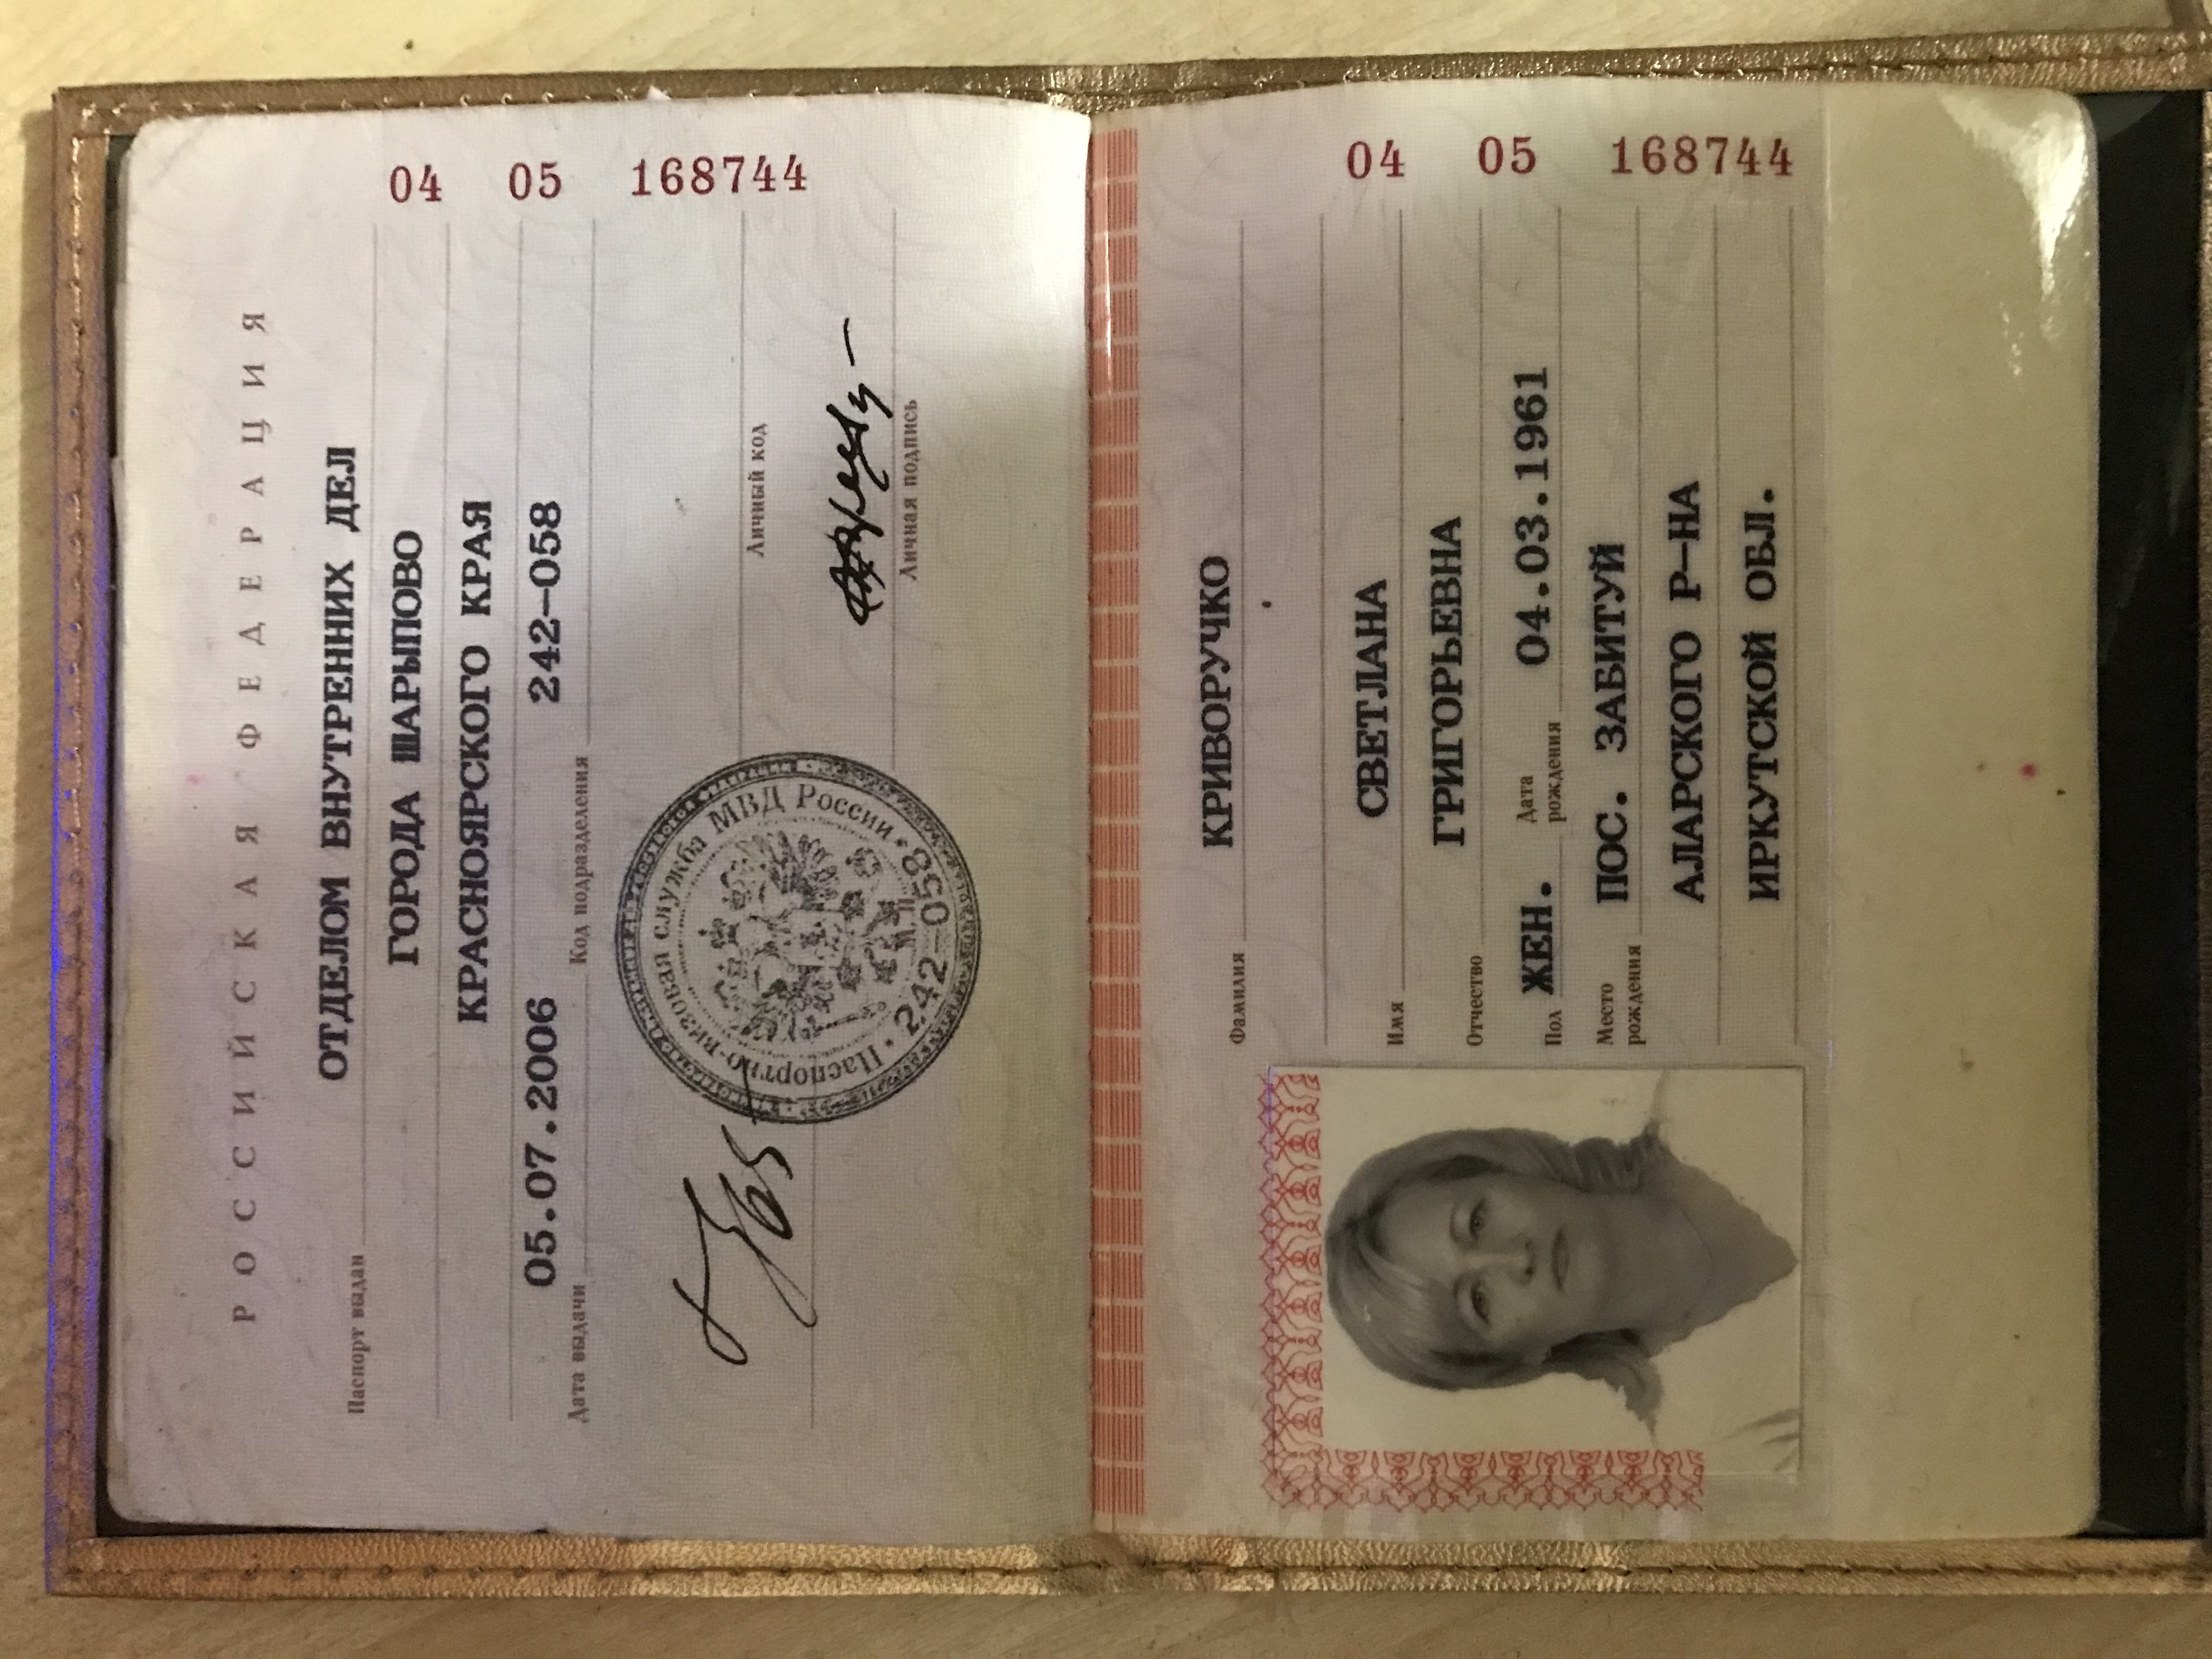 РОССИЙСКАЯ ФЕДЕРАЦИЯ
Паспорт выдан ОТДЕЛОМ ВНУТРЕННИХ ДЕЛ
ГОРОДА ШАРЫПОВО
КРАСНОЯРСКОГО КРАЯ
Дата выдачи 05.07.2006 Код подразделения 242-058
Паспортно-визовая служба МВД России
М.П.
242-058
Личный код
Личная подпись
04 05 168744
Фамилия КРИВОРУЧКО
Имя СВЕТЛАНА
Отчество ГРИГОРЬЕВНА
Пол ЖЕН. Дата рождения 04.03.1961
Место рождения ПОС. ЗАБИТУЙ
АЛАРСКОГО Р-НА
ИРКУТСКОЙ ОБЛ.
04 05 168744